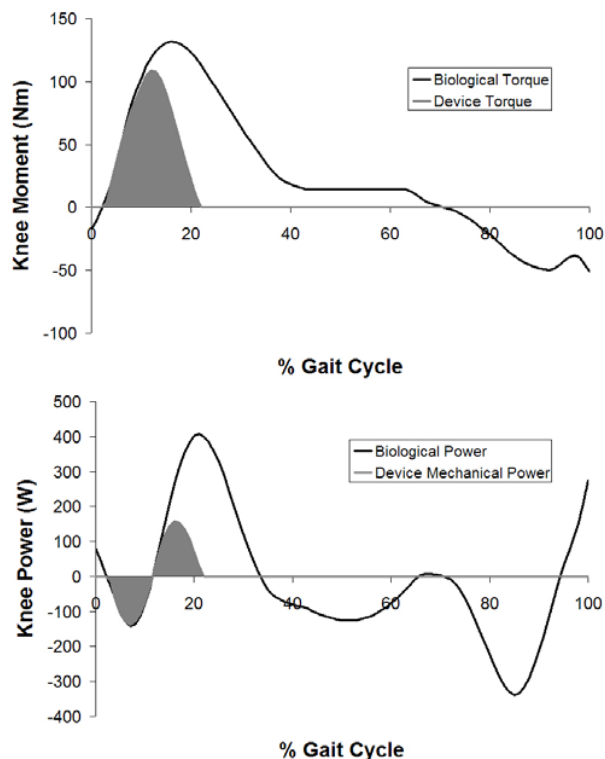 150
100
50
0
-50
-100
Knee Moment (Nm)
Biological Torque
Device Torque
0 20 40 60 80 100
% Gait Cycle
500
400
300
200
100
0
-100
-200
-300
-400
Knee Power (W)
Biological Power
Device Mechanical Power
0 20 40 60 80 100
% Gait Cycle